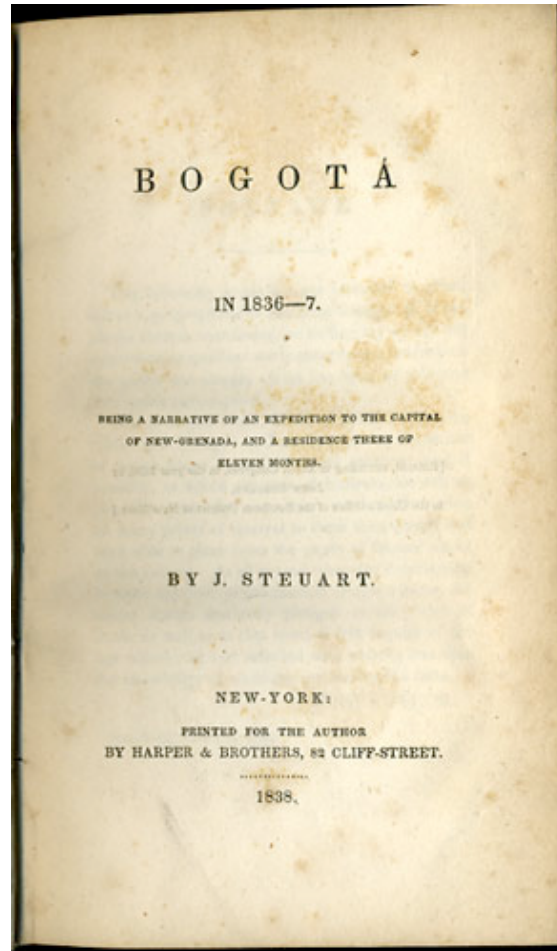 BOGOTÁ
IN 1836—7.
BEING A NARRATIVE OF AN EXPEDITION TO THE CAPITAL
OF NEW-GRENADA, AND A RESIDENCE THERE OF
ELEVEN MONTHS.
BY J. STEUART.
NEW-YORK:
PRINTED FOR THE AUTHOR
BY HARPER & BROTHERS, 82 CLIFF-STREET.
1838.